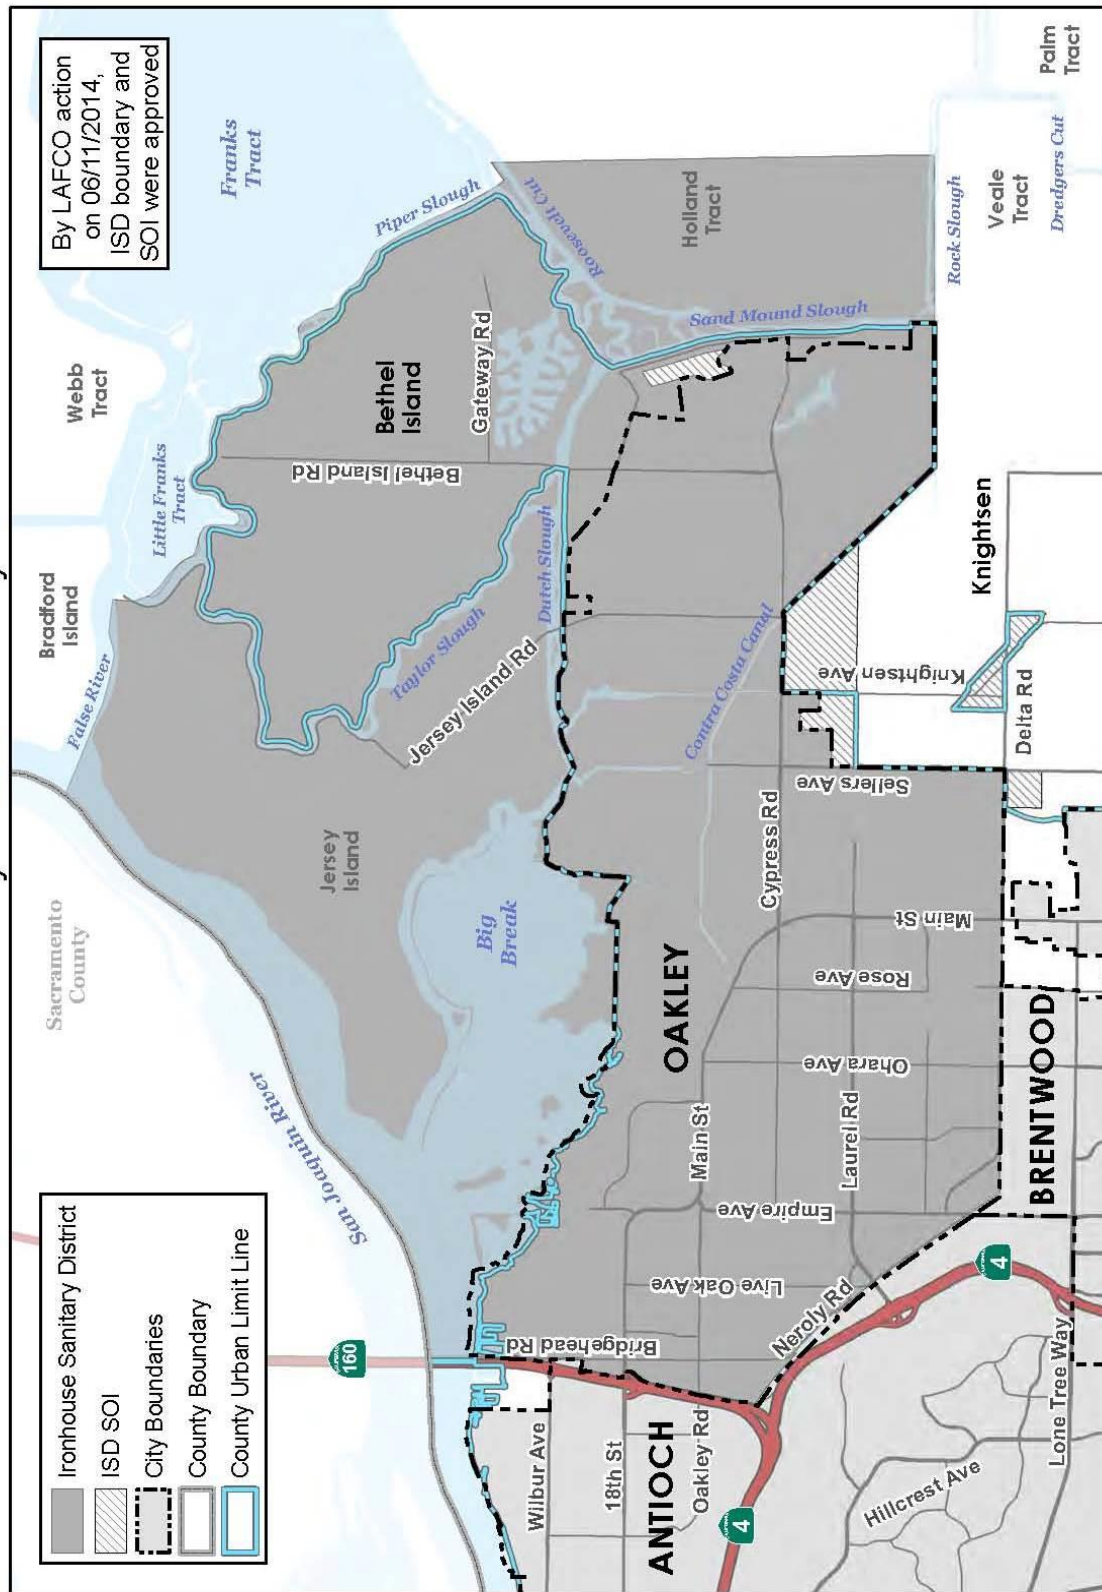 By LAFCO action
on 06/11/2014,
ISD boundary and
SOI were approved
Ironhouse Sanitary District
ISD SOI
City Boundaries
County Boundary
County Urban Limit Line
Sacramento
County
San Joaquin River
False River
Bradford
Island
Webb
Tract
Little Franks
Tract
Franks
Tract
Piper Slough
Jersey
Island
Jersey Island Rd
Taylor Slough
Dutch Slough
Bethel
Island
Bethel Island Rd
Gateway Rd
Roosevelt Cut
Holland
Tract
Sand Mound Slough
Rock Slough
Veale
Tract
Dredgers Cut
Palm
Tract
Big
Break
160
Bridgehead Rd
Wilbur Ave
18th St
ANTIOCH
Oakley Rd
4
Hillcrest Ave
Lone Tree Way
4
Neroly Rd
Live Oak Ave
Empire Ave
Main St
Laurel Rd
OAKLEY
Ohara Ave
Rose Ave
Main St
Cypress Rd
Sellers Ave
Contra Costa Canal
Knightsen Ave
Knightsen
Delta Rd
BRENTWOOD